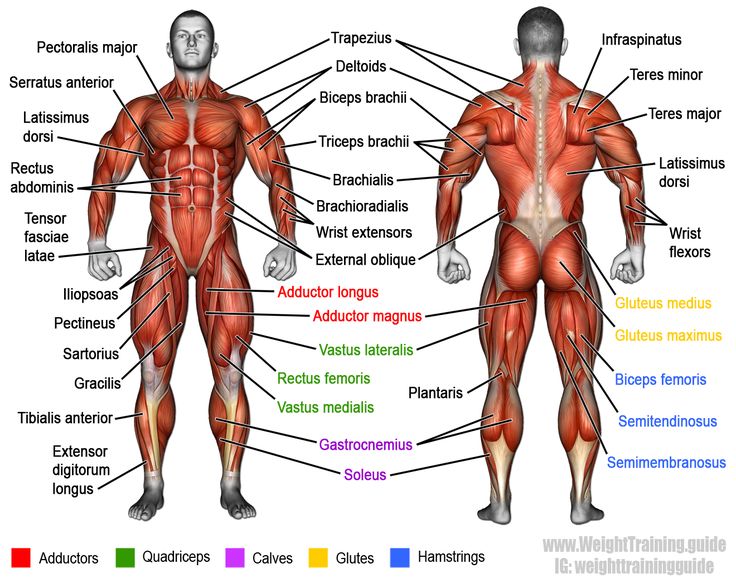 Pectoralis major
Serratus anterior
Latissimus
dorsi
Rectus
abdominis
Tensor
fasciae
latae
Iliopsoas
Pectineus
Sartorius
Gracilis
Tibialis anterior
Extensor
digitorum
longus
Trapezius
Deltoids
Biceps brachii
Triceps brachii
Brachialis
Brachioradialis
Wrist extensors
External oblique
Adductor longus
Adductor magnus
Vastus lateralis
Rectus femoris
Vastus medialis
Plantaris
Gastrocnemius
Soleus
Infraspinatus
Teres minor
Teres major
Latissimus
dorsi
Wrist
flexors
Gluteus medius
Gluteus maximus
Biceps femoris
Semitendinosus
Semimembranosus
Adductors Quadriceps Calves Glutes Hamstrings
www.WeightTraining.guide
IG: weighttrainingguide